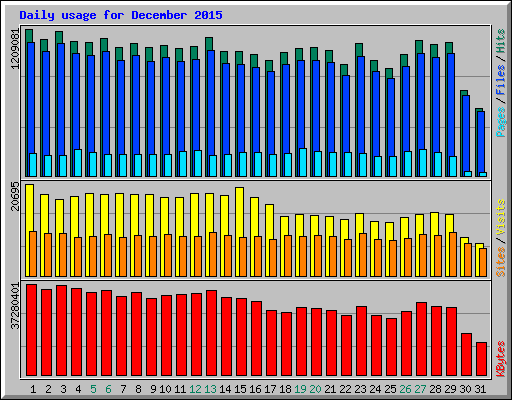 Daily usage for December 2015
1209081
Pages / Files / Hits
20695
Sites / Visits
37280401
KBytes
1 2 3 4 5 6 7 8 9 10 11 12 13 14 15 16 17 18 19 20 21 22 23 24 25 26 27 28 29 30 31